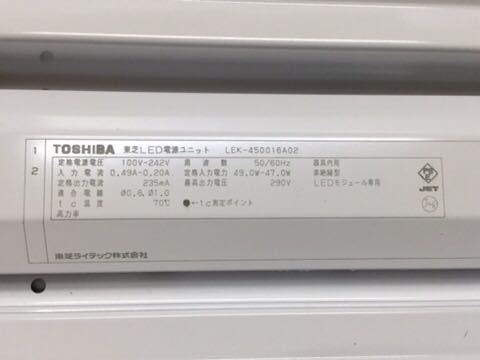 1 TOSHIBA 東芝LED電源ユニット LEK-450016A02
2
定格電源電圧 100V-242V 周波数 50/60Hz 器具内用
入力電流 0.49A-0.20A 定格入力電力 49.0W-47.0W 非絶縁型
定格出力電流 235mA 最高出力電圧 290V LEDモジュール専用
適合電線 Ø0.8,Ø1.0
tc温度 70℃ ●←tc測定ポイント
高力率
PS E
JET
東芝ライテック株式会社